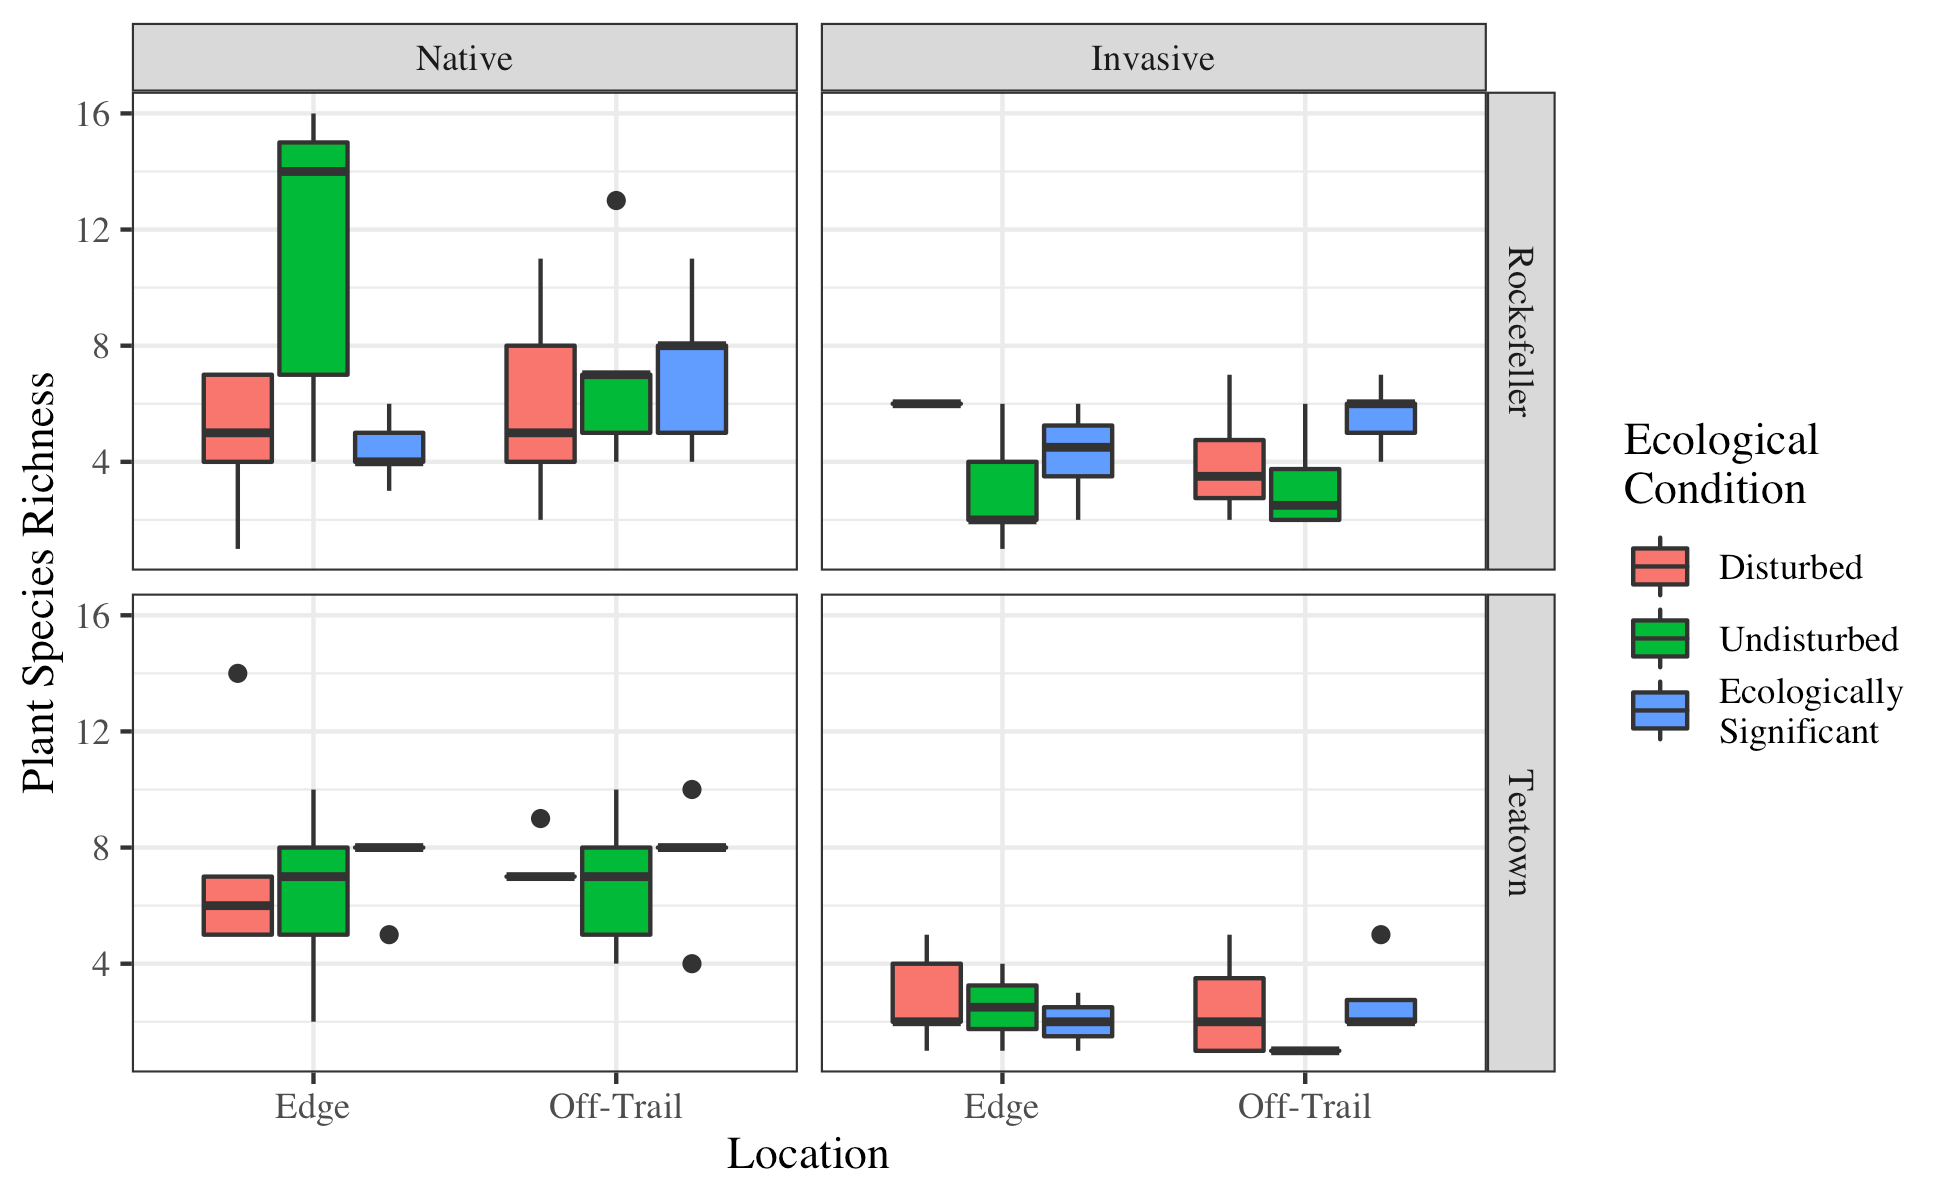 Native
Invasive
16
12
8
4
Rockefeller
16
12
8
4
Teatown
Plant Species Richness
Edge
Off-Trail
Edge
Off-Trail
Location
Ecological
Condition
Disturbed
Undisturbed
Ecologically
Significant